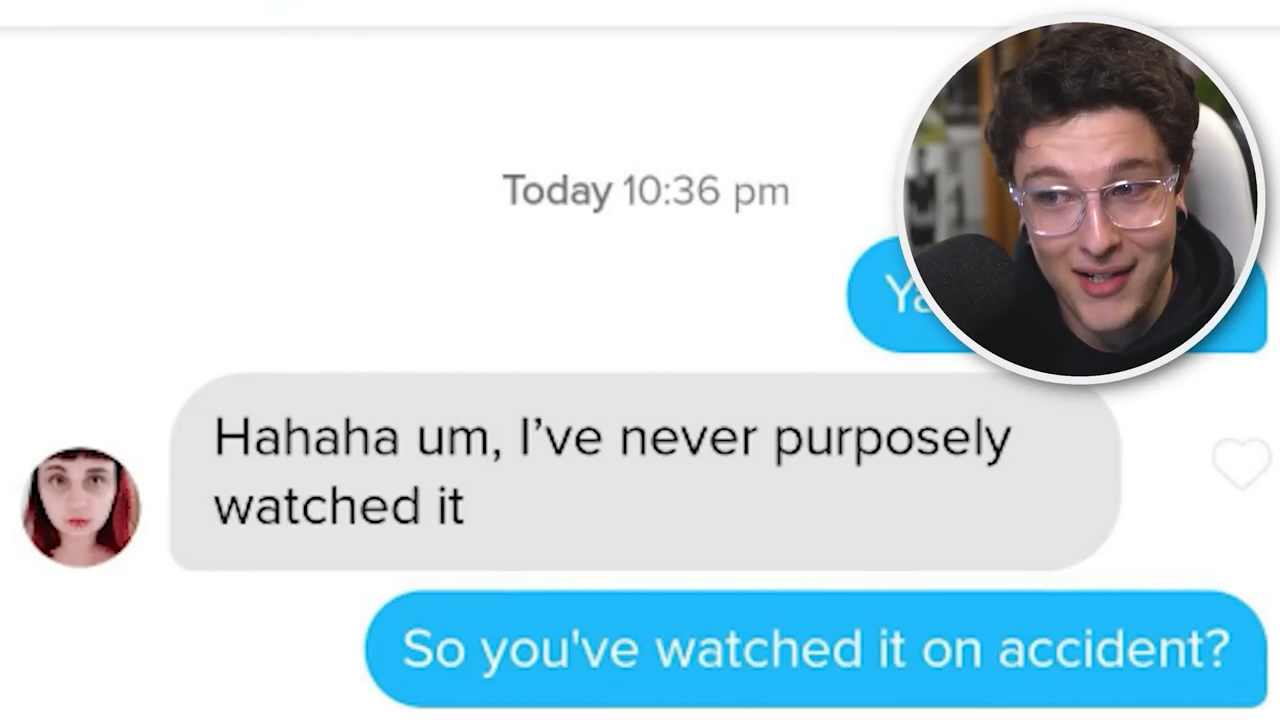 Today 10:36 pm
Hahaha um, I’ve never purposely
watched it
So you've watched it on accident?